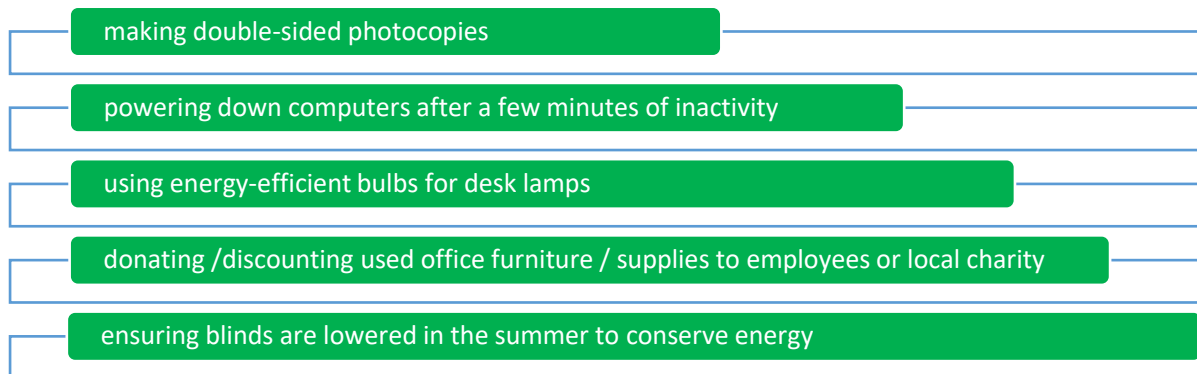 making double-sided photocopies
powering down computers after a few minutes of inactivity
using energy-efficient bulbs for desk lamps
donating /discounting used office furniture / supplies to employees or local charity
ensuring blinds are lowered in the summer to conserve energy